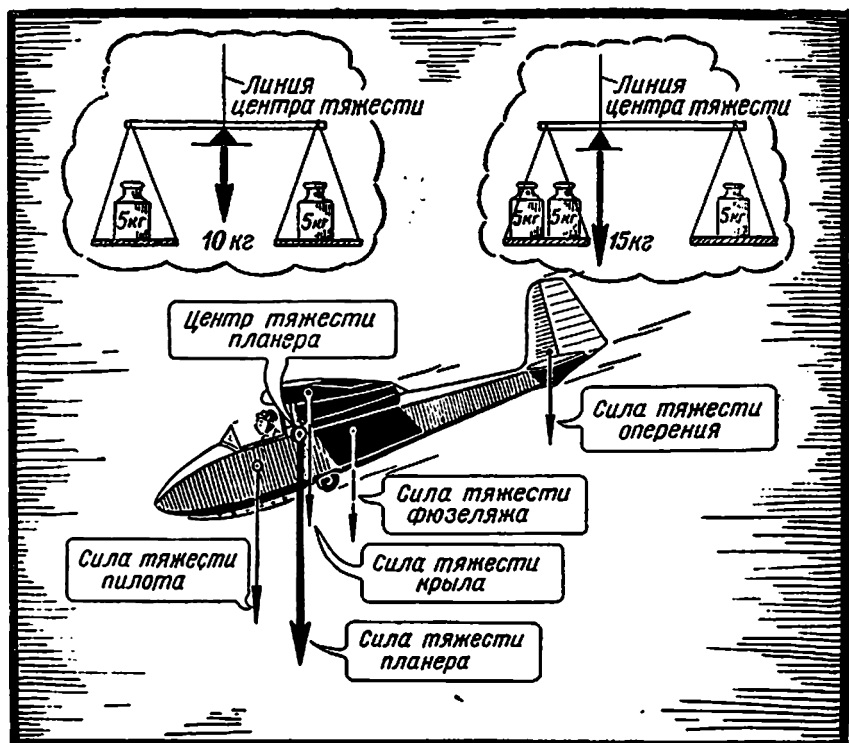 Линия
центра тяжести
5кг
5кг
10 кг
Линия
центра тяжести
5кг
5кг
5кг
15кг
Центр тяжести
планера
Сила тяжести
оперения
Сила тяжести
фюзеляжа
Сила тяжести
пилота
Сила тяжести
крыла
Сила тяжести
планера